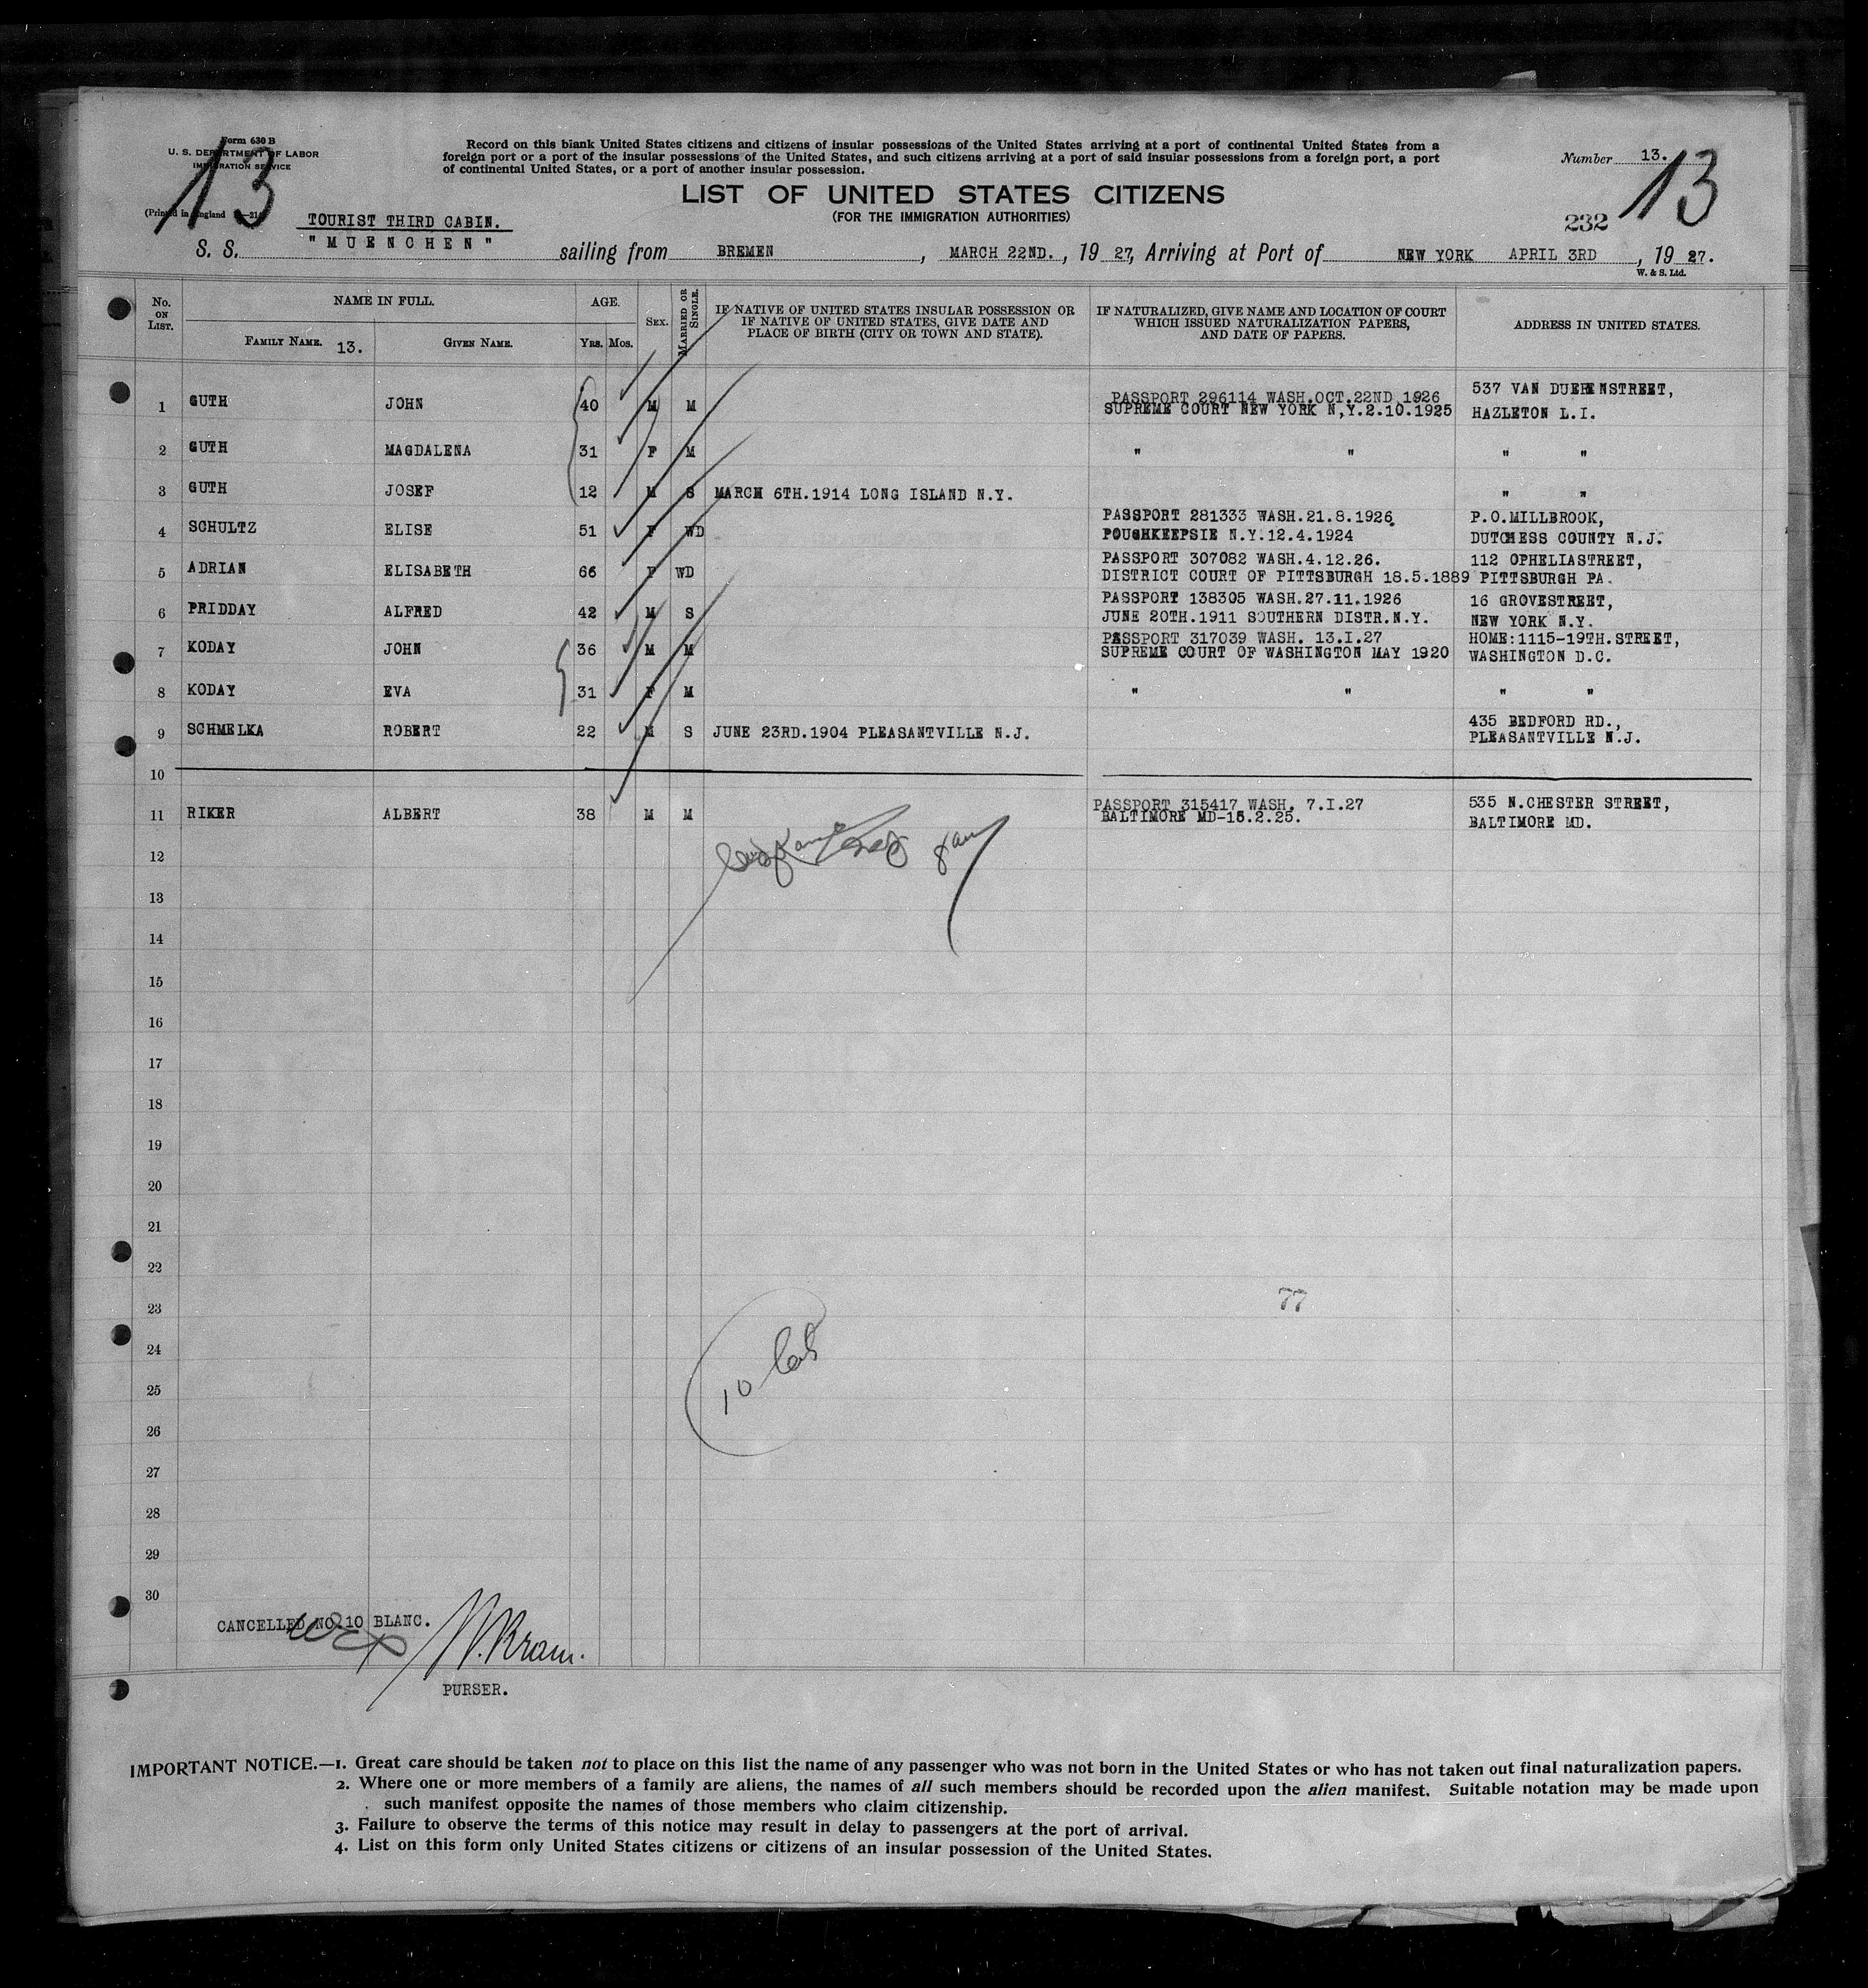 Form 630 B
U. S. DEPARTMENT OF LABOR
IMMIGRATION SERVICE
13
Record on this blank United States citizens and citizens of insular possessions of the United States arriving at a port of continental United States from a
foreign port or a port of the insular possessions of the United States, and such citizens arriving at a port of said insular possessions from a foreign port, a port
of continental United States, or a port of another insular possession.
Number 13.
13
LIST OF UNITED STATES CITIZENS
(FOR THE IMMIGRATION AUTHORITIES)
232
(Printed in England
TOURIST THIRD CABIN.
S. S. "MUENCHEN" sailing from BREMEN, MARCH 22ND., 1927, Arriving at Port of NEW YORK APRIL 3RD, 1927.
W. & S. Ltd.
No. ON LIST. NAME IN FULL. FAMILY NAME. 13. GIVEN NAME. AGE. YRS. MOS. SEX. MARRIED OR SINGLE. IF NATIVE OF UNITED STATES INSULAR POSSESSION OR IF NATIVE OF UNITED STATES, GIVE DATE AND PLACE OF BIRTH (CITY OR TOWN AND STATE). IF NATURALIZED, GIVE NAME AND LOCATION OF COURT WHICH ISSUED NATURALIZATION PAPERS, AND DATE OF PAPERS. ADDRESS IN UNITED STATES.
1 GUTH JOHN 40 M M PASSPORT 296114 WASH.OCT.22ND 1926 537 VAN STREET,
SUPREME COURT NEW YORK N,Y.2.10.1925 HAZLETON L.I.
2 GUTH MAGDALENA 31 F M " " " "
3 GUTH JOSEF 12 M S MARCH 6TH.1914 LONG ISLAND N.Y. " "
4 SCHULTZ ELISE 51 F WD PASSPORT 281333 WASH.21.8.1926. P.O.MILLBROOK,
POUGHKEEPSIE N.Y.12.4.1924 DUTCHESS COUNTY N.J.
5 ADRIAN ELISABETH 66 F WD PASSPORT 307082 WASH.4.12.26. 112 OPHELIASTREET,
DISTRICT COURT OF PITTSBURGH 18.5.1889 PITTSBURGH PA.
6 PRIDDAY ALFRED 42 M S PASSPORT 138305 WASH.27.11.1926 16 GROVESTREET,
JUNE 20TH.1911 SOUTHERN DISTR.N.Y. NEW YORK N.Y.
7 KODAY JOHN 36 M M PASSPORT 317039 WASH. 13.I.27 HOME:1115-19TH.STREET,
SUPREME COURT OF WASHINGTON MAY 1920 WASHINGTON D.C.
8 KODAY EVA 31 F M " " " "
9 SCHMELKA ROBERT 22 M S JUNE 23RD.1904 PLEASANTVILLE N.J. 435 BEDFORD RD.,
PLEASANTVILLE N.J.
10
11 RIKER ALBERT 38 M M PASSPORT 315417 WASH. 7.I.27 535 N.CHESTER STREET,
BALTIMORE MD-15.2.25. BALTIMORE MD.
12
13
14
15
16
17
18
19
20
21
22
23
77
24
10
25
26
27
28
29
30
CANCELLED NO.10 BLANC.
PURSER.
IMPORTANT NOTICE.—1. Great care should be taken not to place on this list the name of any passenger who was not born in the United States or who has not taken out final naturalization papers.
2. Where one or more members of a family are aliens, the names of all such members should be recorded upon the alien manifest. Suitable notation may be made upon
such manifest opposite the names of those members who claim citizenship.
3. Failure to observe the terms of this notice may result in delay to passengers at the port of arrival.
4. List on this form only United States citizens or citizens of an insular possession of the United States.